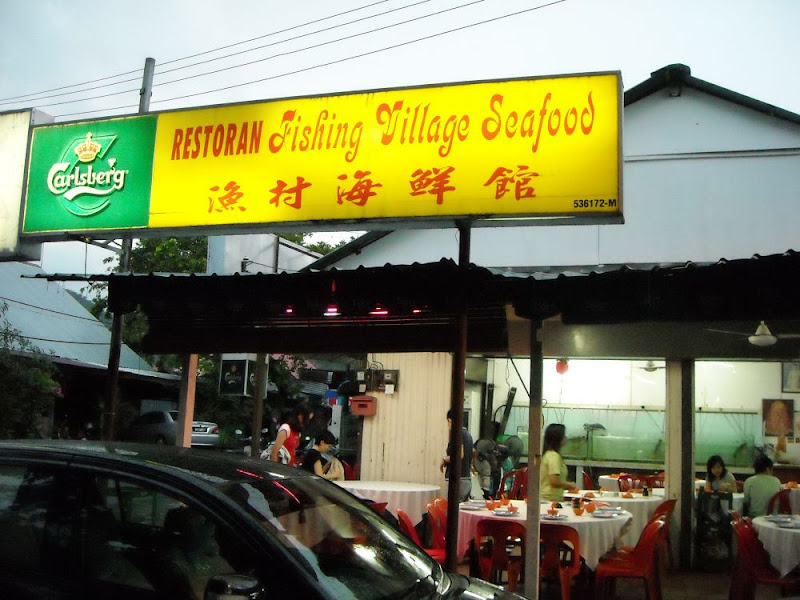 Carlsberg
RESTORAN Fishing Village Seafood
漁村海鮮館
536172-M